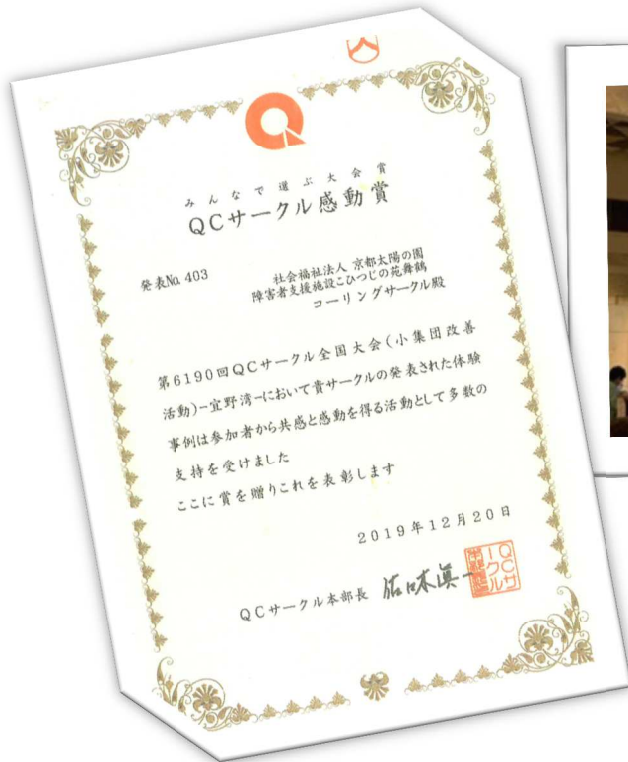 みんなで選ぶ大会賞
QCサークル感動賞
発表No. 403
社会福祉法人 京都太陽の園
障害者支援施設こひつじの苑舞鶴
コーリングサークル殿
第6190回QCサークル全国大会(小集団改善
活動)-宜野湾-において貴サークルの発表された体験
事例は参加者から共感と感動を得る活動として多数の
支持を受けました
ここに賞を贈りこれを表彰します
2019年12月20日
QCサークル本部長 佐々木眞一